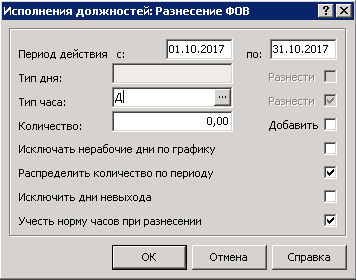 Исполнения должностей: Разнесение ФОВ
Период действия с: 01.10.2017 по: 31.10.2017
Тип дня: Разнести
Тип часа: Д ... Разнести
Количество: 0,00 Добавить
Исключать нерабочие дни по графику
Распределить количество по периоду
Исключить дни невыхода
Учесть норму часов при разнесении
ОК Отмена Справка